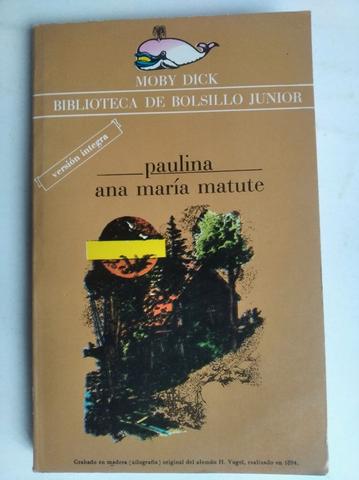 MOBY DICK
BIBLIOTECA DE BOLSILLO JUNIOR
versión íntegra
paulina
ana maría matute
Grabado en madera (xilografía) original del alemán H. Vogel, realizado en 1894.